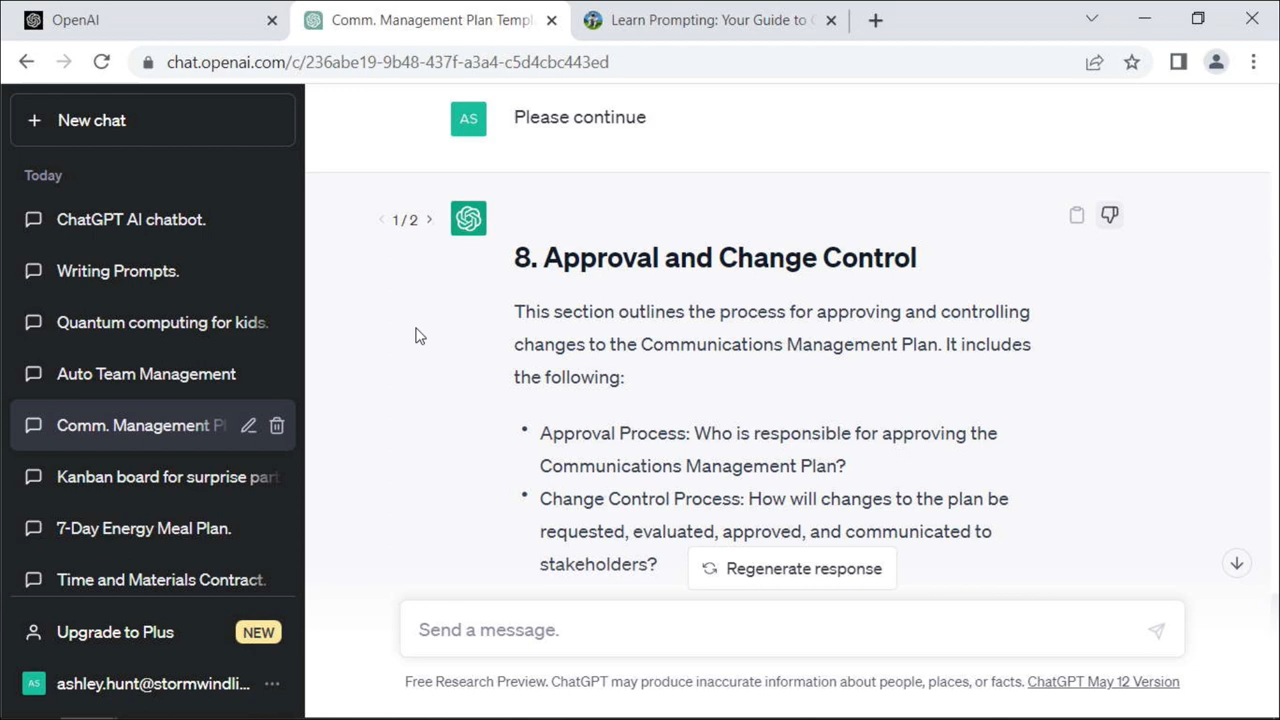 OpenAI
Comm. Management Plan Templ
Learn Prompting: Your Guide to
chat.openai.com/c/236abe19-9b48-437f-a3a4-c5d4cbc443ed
+ New chat
Today
ChatGPT AI chatbot.
Writing Prompts.
Quantum computing for kids.
Auto Team Management
Comm. Management Pl
Kanban board for surprise part
7-Day Energy Meal Plan.
Time and Materials Contract.
Upgrade to Plus NEW
AS ashley.hunt@stormwindli... ...
AS Please continue
< 1 / 2 >
8. Approval and Change Control
This section outlines the process for approving and controlling
changes to the Communications Management Plan. It includes
the following:
• Approval Process: Who is responsible for approving the
Communications Management Plan?
• Change Control Process: How will changes to the plan be
requested, evaluated, approved, and communicated to
stakeholders?
Regenerate response
Send a message.
Free Research Preview. ChatGPT may produce inaccurate information about people, places, or facts. ChatGPT May 12 Version